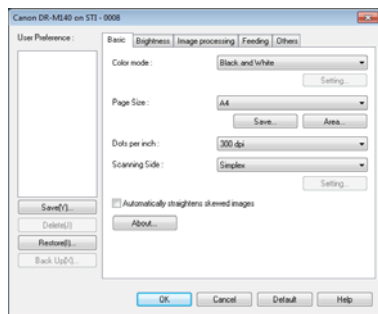 Canon DR-M140 on STI - 0008
User Preference :
Save(V)...
Delete(J)
Restore(I)...
Back Up(X)...
Basic Brightness Image processing Feeding Others
Color mode : Black and White
Setting...
Page Size : A4
Save... Area...
Dots per inch : 300 dpi
Scanning Side : Simplex
Setting...
Automatically straightens skewed images
About...
OK Cancel Default Help